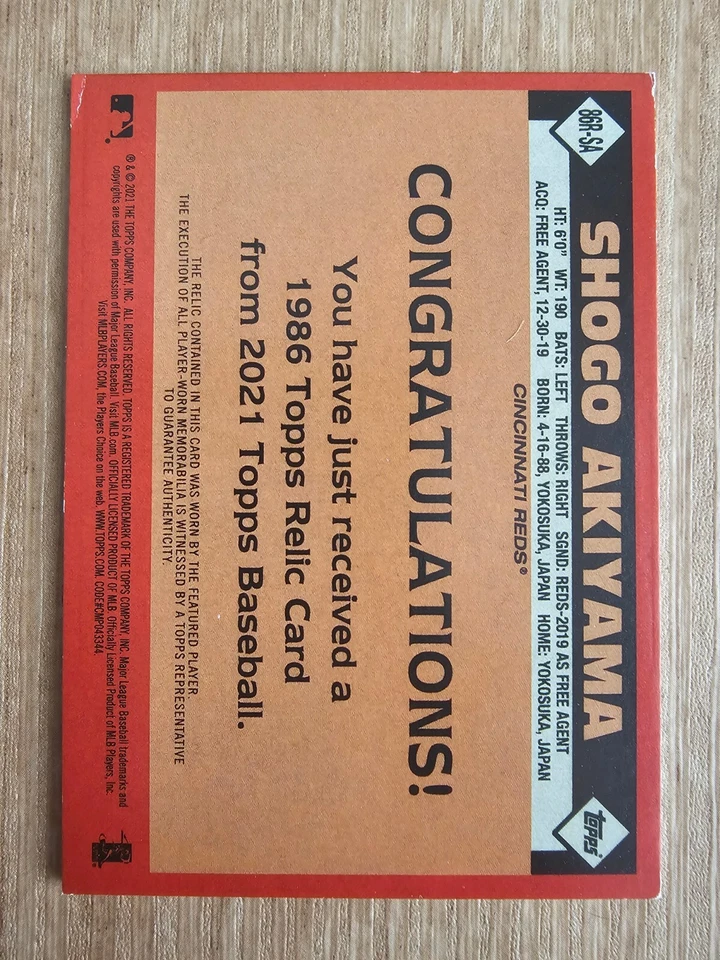 86R-SA
SHOGO AKIYAMA
topps
HT: 6'0" WT: 190 BATS: LEFT THROWS: RIGHT SGND: REDS-2019 AS FREE AGENT
ACQ: FREE AGENT, 12-30-19 BORN: 4-16-88, YOKOSUKA, JAPAN HOME: YOKOSUKA, JAPAN
CINCINNATI REDS®
CONGRATULATIONS!
You have just received a
1986 Topps Relic Card
from 2021 Topps Baseball.
THE RELIC CONTAINED IN THIS CARD WAS WORN BY THE FEATURED PLAYER.
THE EXECUTION OF ALL PLAYER-WORN MEMORABILIA IS WITNESSED BY A TOPPS REPRESENTATIVE
TO GUARANTEE AUTHENTICITY.
® & © 2021 THE TOPPS COMPANY, INC. ALL RIGHTS RESERVED. TOPPS IS A REGISTERED TRADEMARK OF THE TOPPS COMPANY, INC. Major League Baseball trademarks and
copyrights are used with permission of Major League Baseball. Visit MLB.com. OFFICIALLY LICENSED PRODUCT OF MLB. Officially Licensed Product of MLB Players, Inc.
Visit MLBPLAYERS.COM, the Players Choice on the web. WWW.TOPPS.COM. CODE#CMP043344